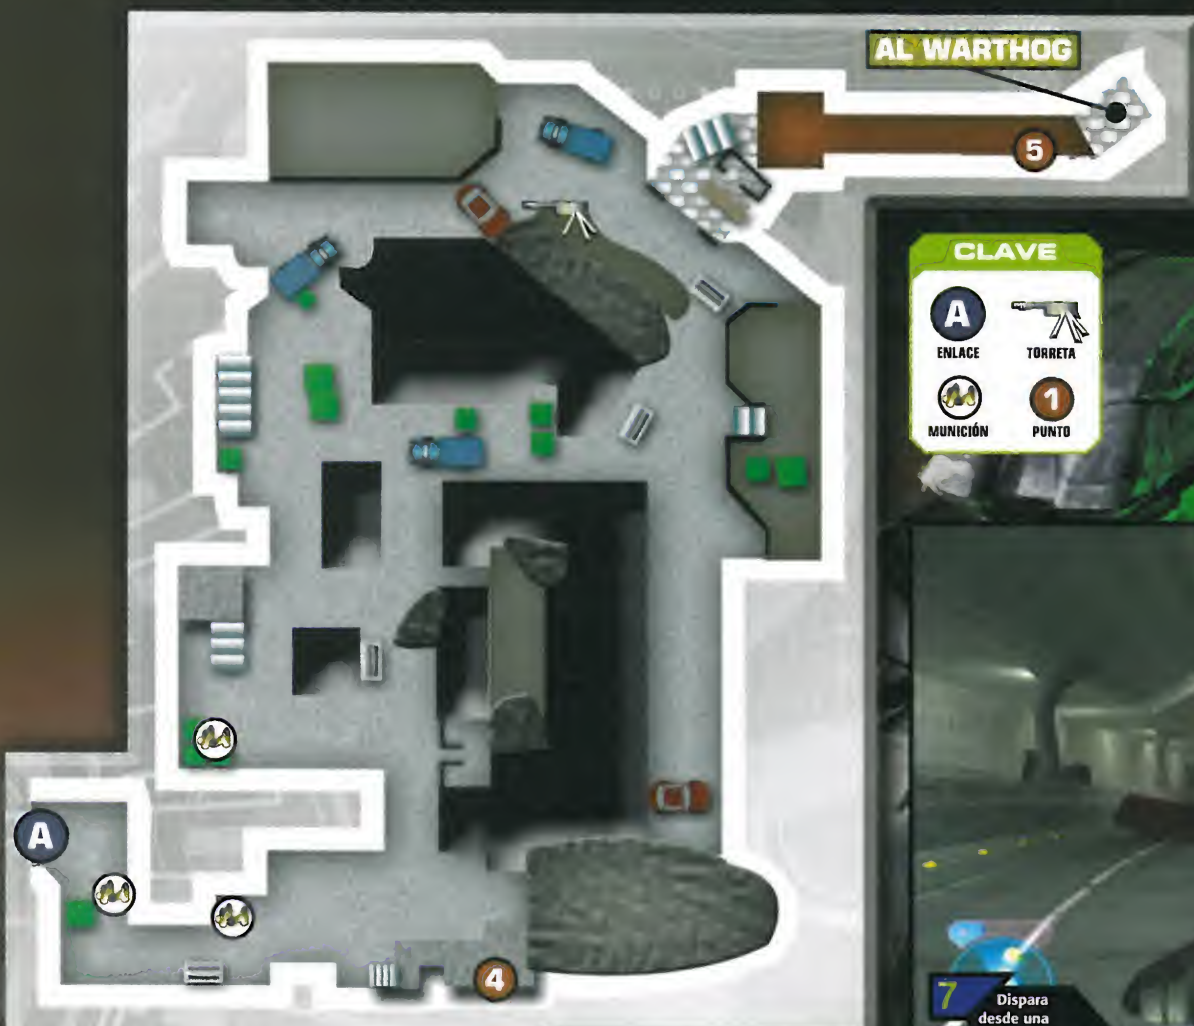 AL WARTHOG
5
CLAVE
A
ENLACE
TORRETA
MUNICIÓN
1
PUNTO
A
4
7
Dispara
desde una